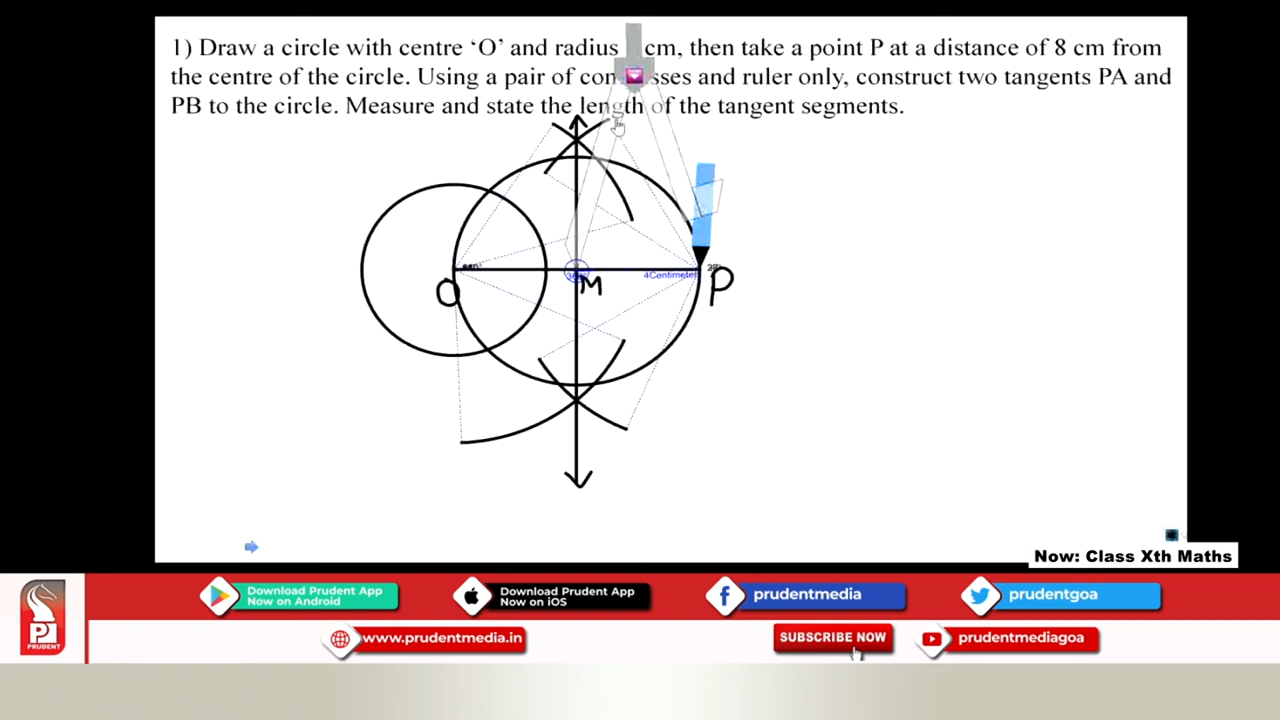 1) Draw a circle with centre ‘O’ and radius cm, then take a point P at a distance of 8 cm from
the centre of the circle. Using a pair of and ruler only, construct two tangents PA and
PB to the circle. Measure and state the length of the tangent segments.
4Centimeter
O
M
P
Now: Class Xth Maths
Download Prudent App
Now on Android
Download Prudent App
Now on iOS
prudentmedia
prudentgoa
PRUDENT
www.prudentmedia.in
SUBSCRIBE NOW
prudentmediagoa